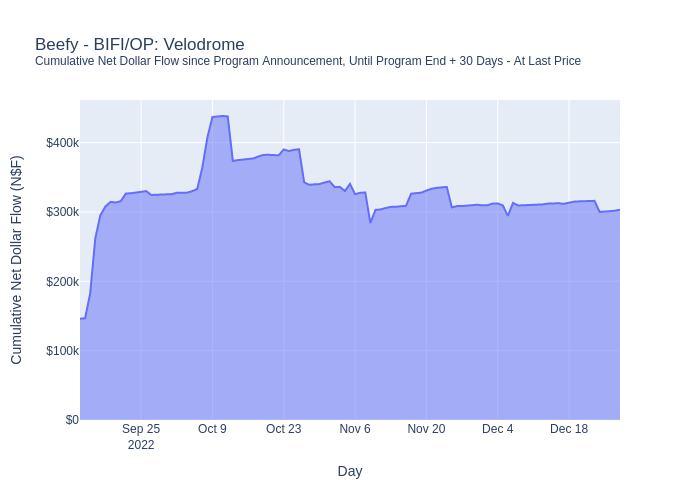 Beefy - BIFI/OP: Velodrome
Cumulative Net Dollar Flow since Program Announcement, Until Program End + 30 Days - At Last Price
Cumulative Net Dollar Flow (N$F)
$400k
$300k
$200k
$100k
$0
Sep 25
2022
Oct 9
Oct 23
Nov 6
Nov 20
Dec 4
Dec 18
Day